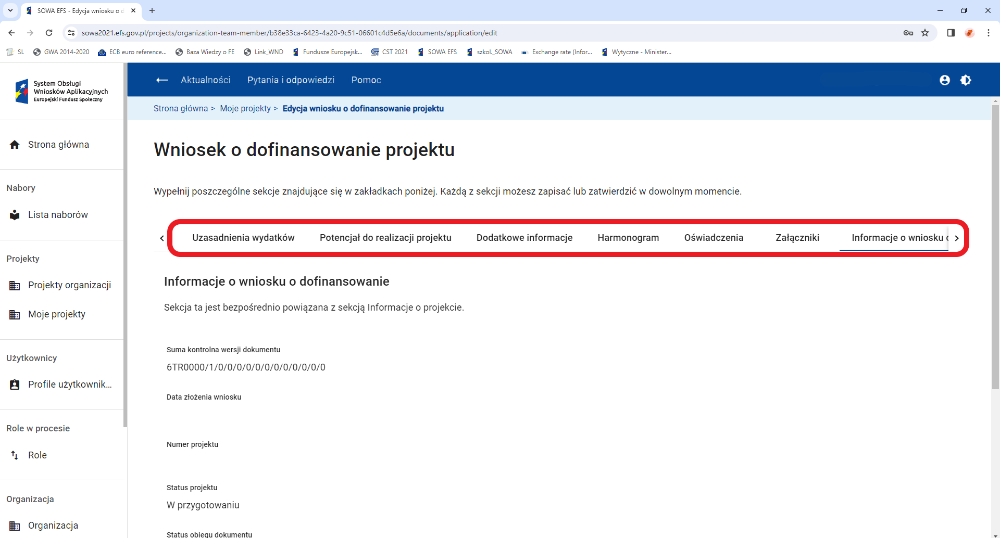 SOWA EFS - Edycja wniosku o d
sowa2021.efs.gov.pl/projects/organization-team-member/b38e33ca-6423-4a20-9c51-06601c4d5e6a/documents/application/edit
SL GWA 2014-2020 ECB euro reference... Baza Wiedzy o FE Link_WND Fundusze Europejsk... CST 2021 SOWA EFS szkol._SOWA Exchange rate (Infor... Wytyczne - Minister...
System Obsługi
Wniosków Aplikacyjnych
Europejski Fundusz Społeczny
Aktualności Pytania i odpowiedzi Pomoc
Strona główna > Moje projekty > Edycja wniosku o dofinansowanie projektu
Strona główna
Nabory
Lista naborów
Projekty
Projekty organizacji
Moje projekty
Użytkownicy
Profile użytkownik...
Role w procesie
Role
Organizacja
Organizacja
Wniosek o dofinansowanie projektu
Wypełnij poszczególne sekcje znajdujące się w zakładkach poniżej. Każdą z sekcji możesz zapisać lub zatwierdzić w dowolnym momencie.
Uzasadnienia wydatków Potencjał do realizacji projektu Dodatkowe informacje Harmonogram Oświadczenia Załączniki Informacje o wniosku o
Informacje o wniosku o dofinansowanie
Sekcja ta jest bezpośrednio powiązana z sekcją Informacje o projekcie.
Suma kontrolna wersji dokumentu
6TR0000/1/0/0/0/0/0/0/0/0/0/0/0/0
Data złożenia wniosku
Numer projektu
Status projektu
W przygotowaniu
Status obiegu dokumentu